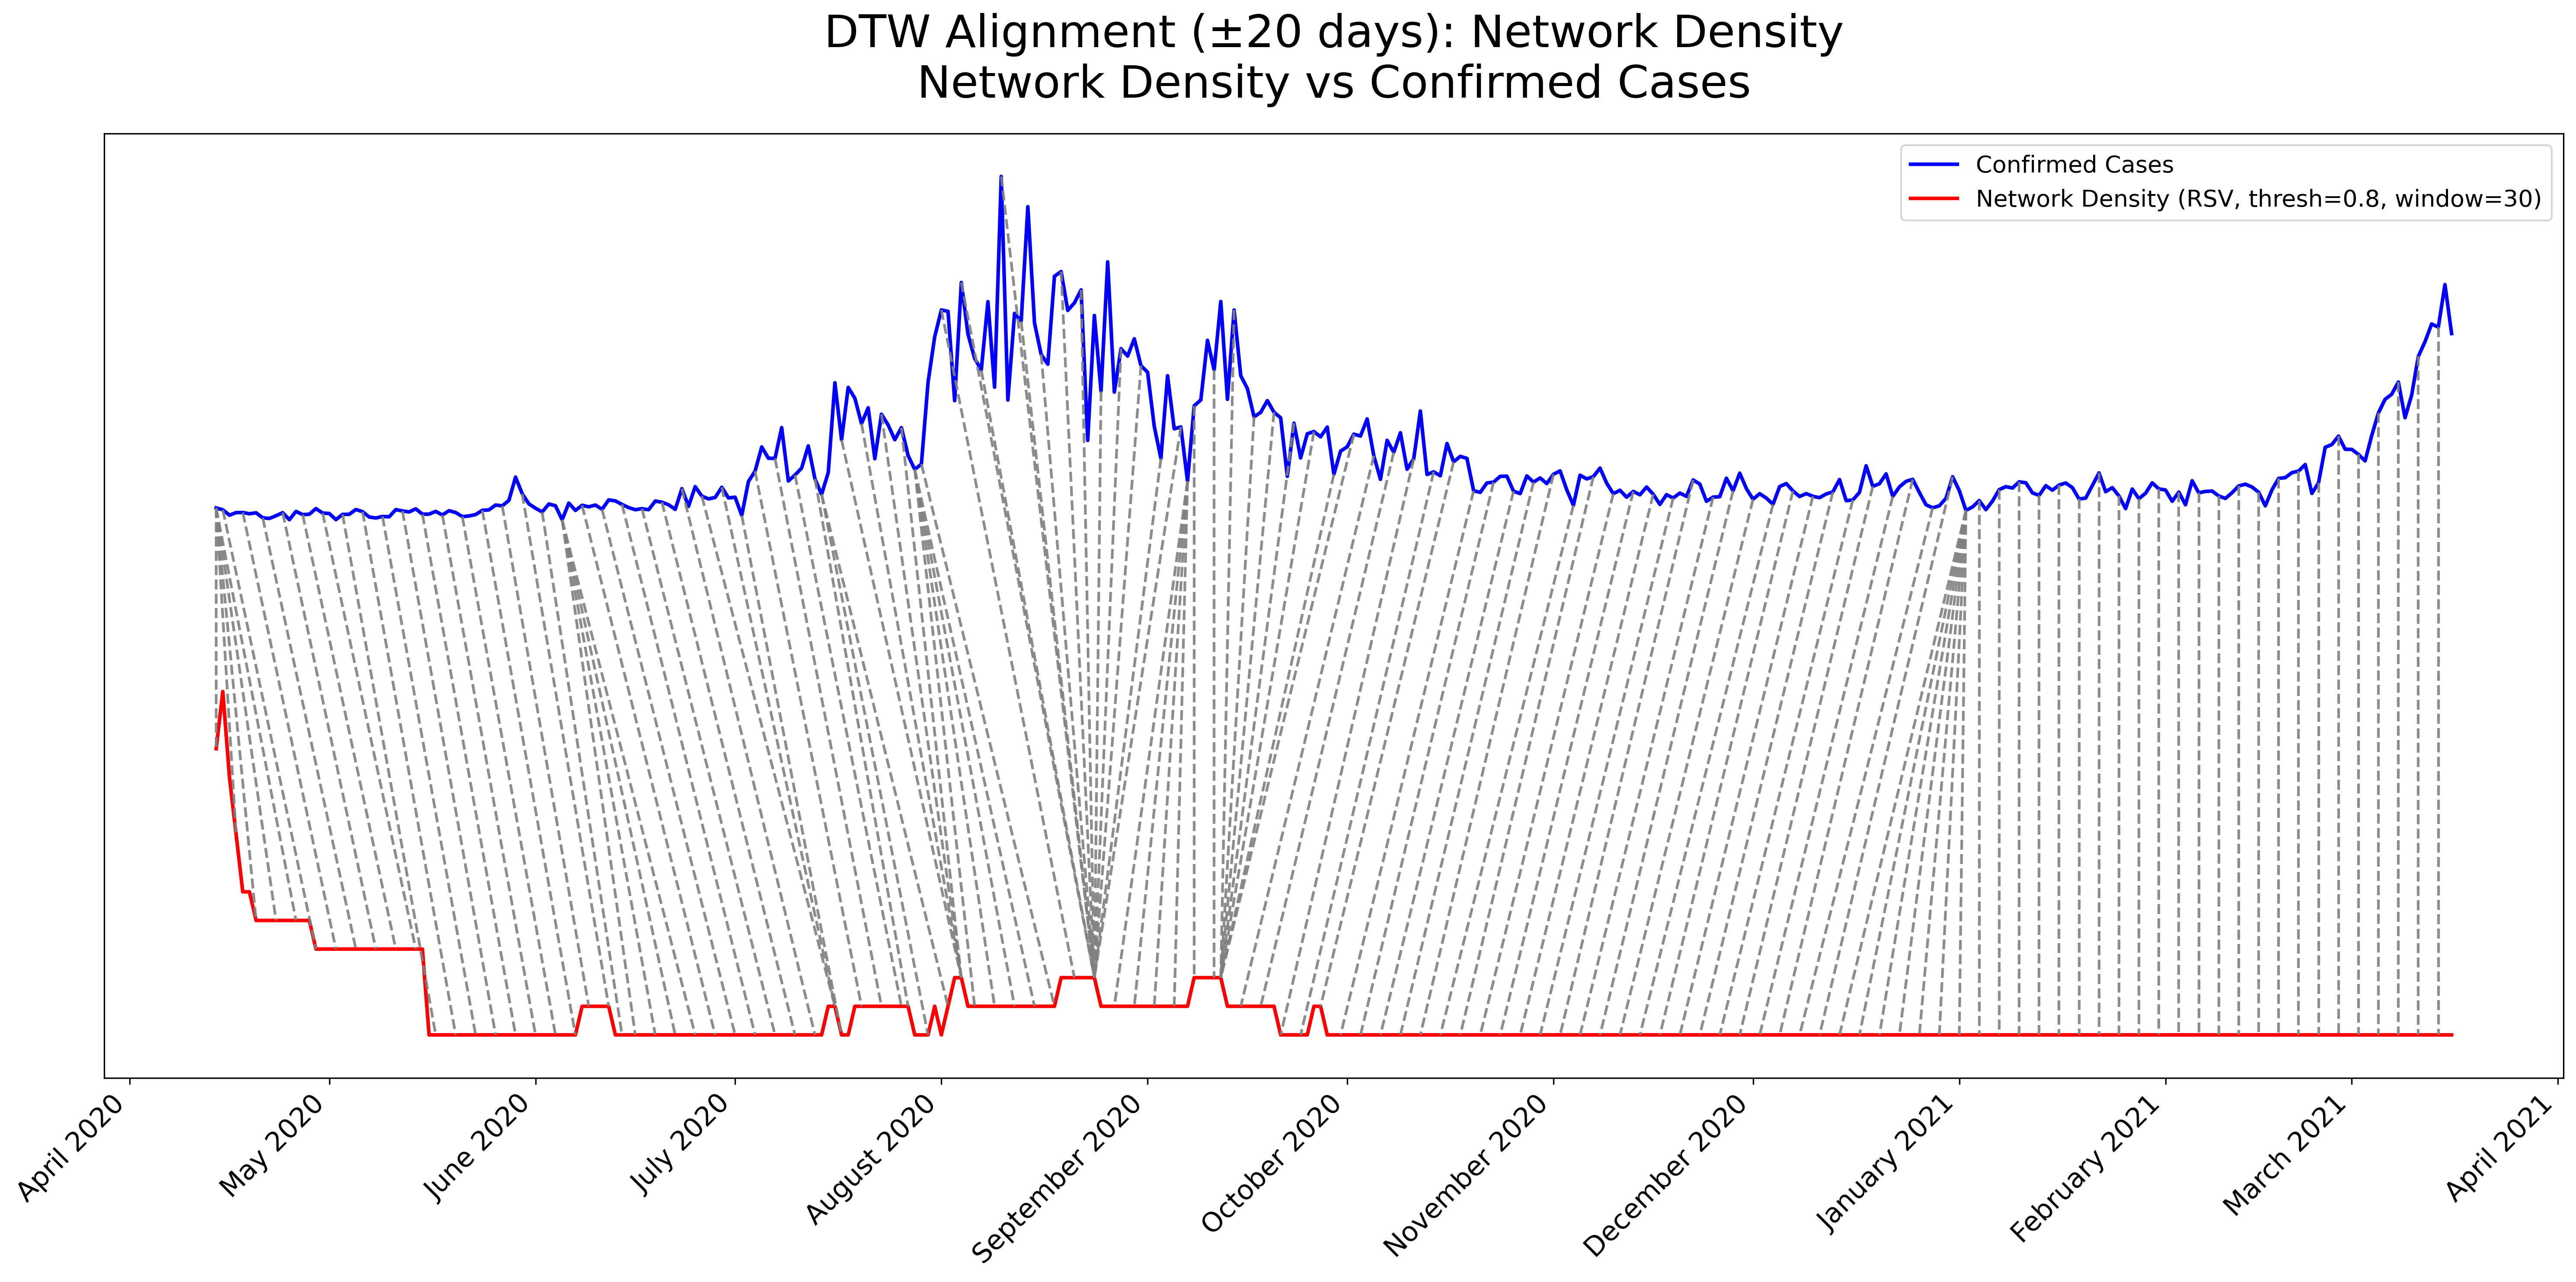 DTW Alignment (±20 days): Network Density
Network Density vs Confirmed Cases
Confirmed Cases
Network Density (RSV, thresh=0.8, window=30)
April 2020
May 2020
June 2020
July 2020
August 2020
September 2020
October 2020
November 2020
December 2020
January 2021
February 2021
March 2021
April 2021